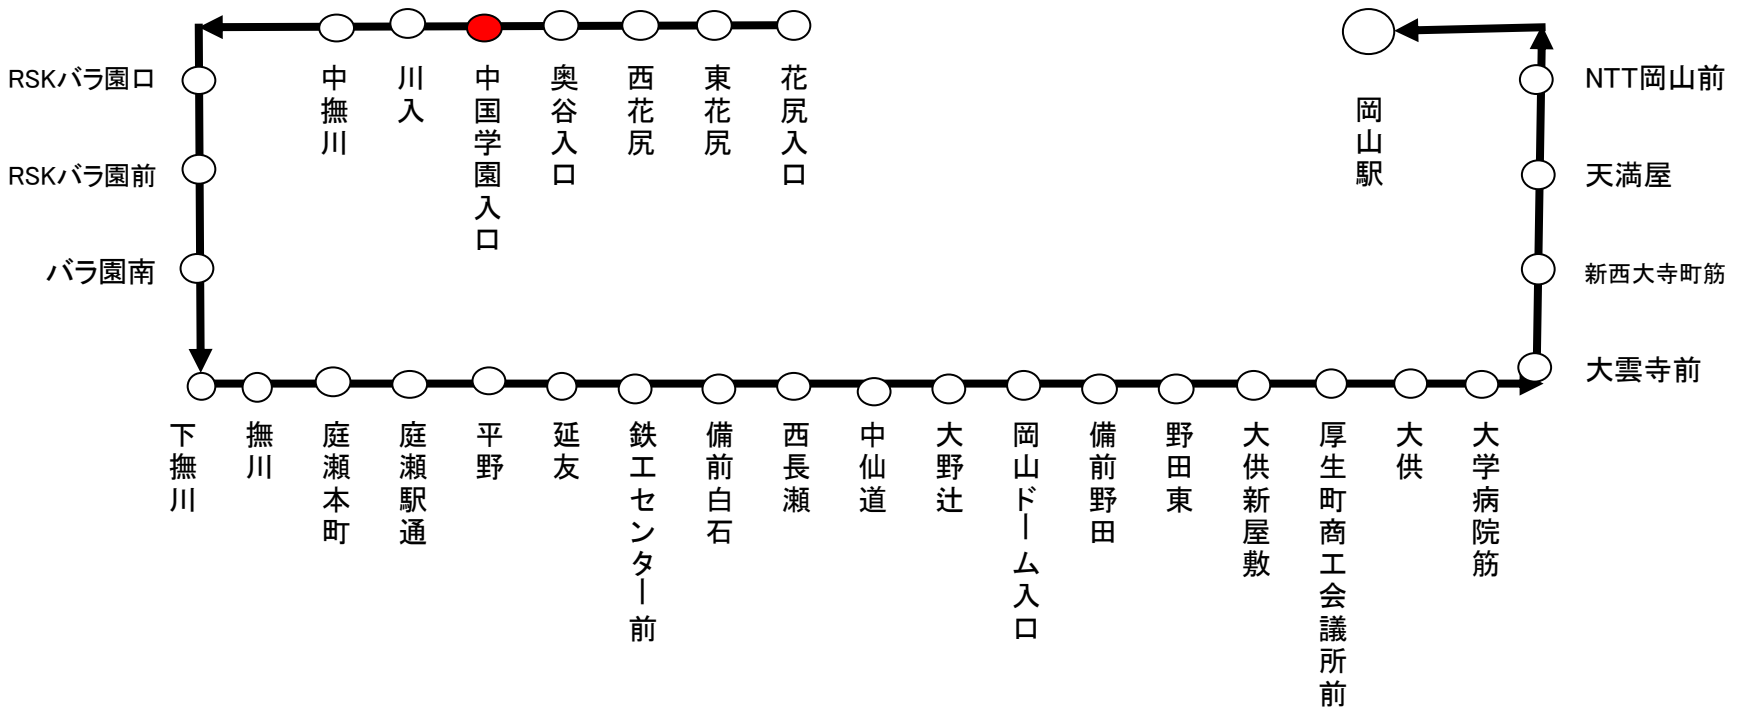 花尻入口
東花尻
西花尻
奥谷入口
中国学園入口
川入
中撫川
RSKバラ園口
RSKバラ園前
バラ園南
下撫川
撫川
庭瀬本町
庭瀬駅通
平野
延友
鉄工センター前
備前白石
西長瀬
中仙道
大野辻
岡山ドーム入口
備前野田
野田東
大供新屋敷
厚生町商工会議所前
大供
大学病院筋
大雲寺前
新西大寺町筋
天満屋
NTT岡山前
岡山駅